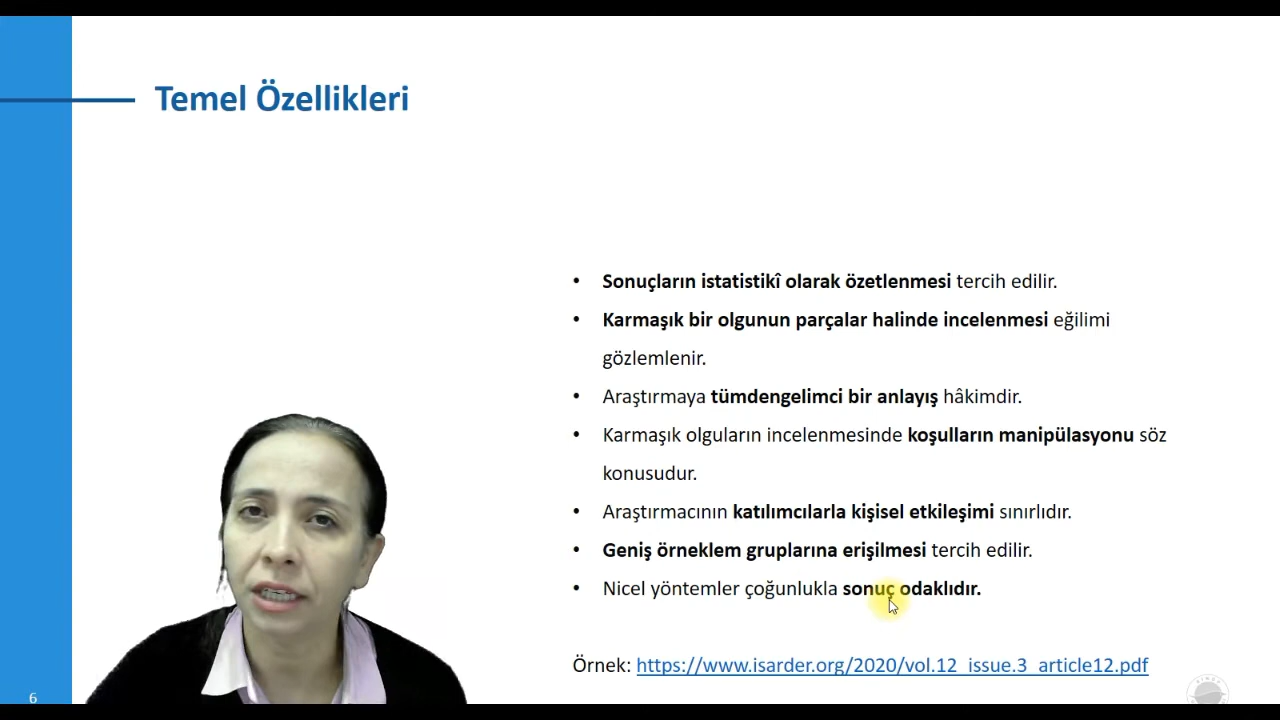 Temel Özellikleri
• Sonuçların istatistikî olarak özetlenmesi tercih edilir.
• Karmaşık bir olgunun parçalar halinde incelenmesi eğilimi
gözlemlenir.
• Araştırmaya tümdengelimci bir anlayış hâkimdir.
• Karmaşık olguların incelenmesinde koşulların manipülasyonu söz
konusudur.
• Araştırmacının katılımcılarla kişisel etkileşimi sınırlıdır.
• Geniş örneklem gruplarına erişilmesi tercih edilir.
• Nicel yöntemler çoğunlukla sonuç odaklıdır.
Örnek: https://www.isarder.org/2020/vol.12_issue.3_article12.pdf
6